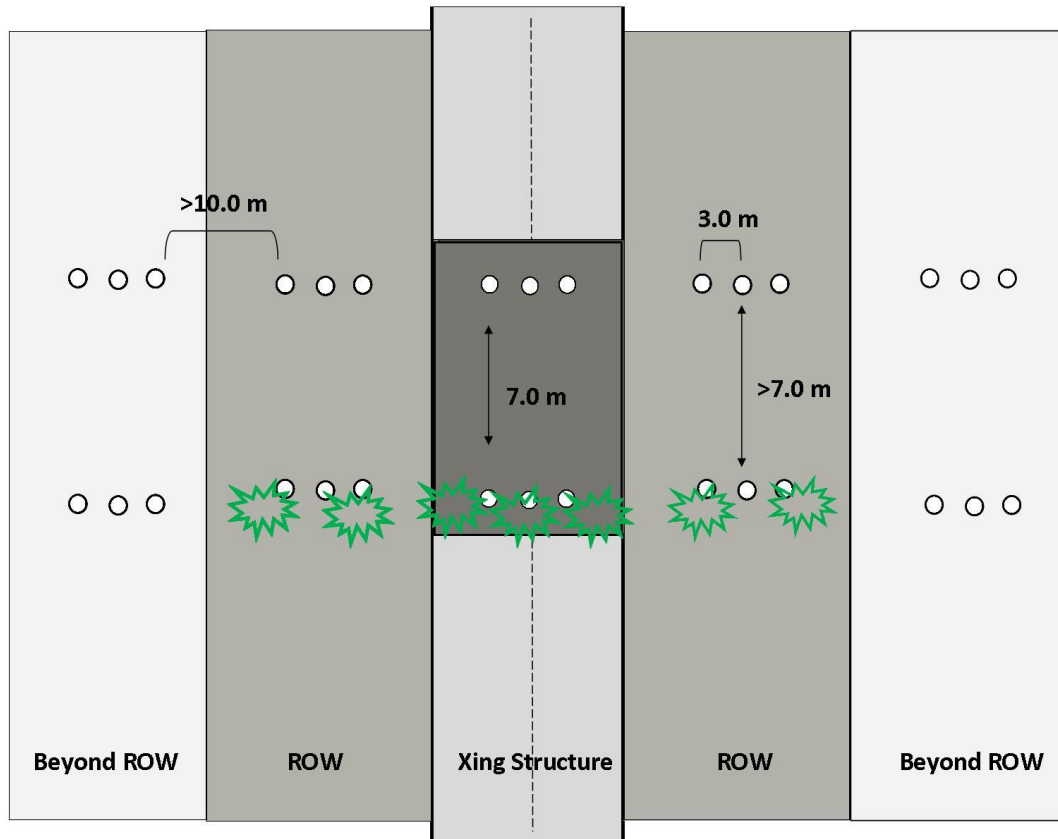 >10.0 m
3.0 m
7.0 m
>7.0 m
Beyond ROW
ROW
Xing Structure
ROW
Beyond ROW